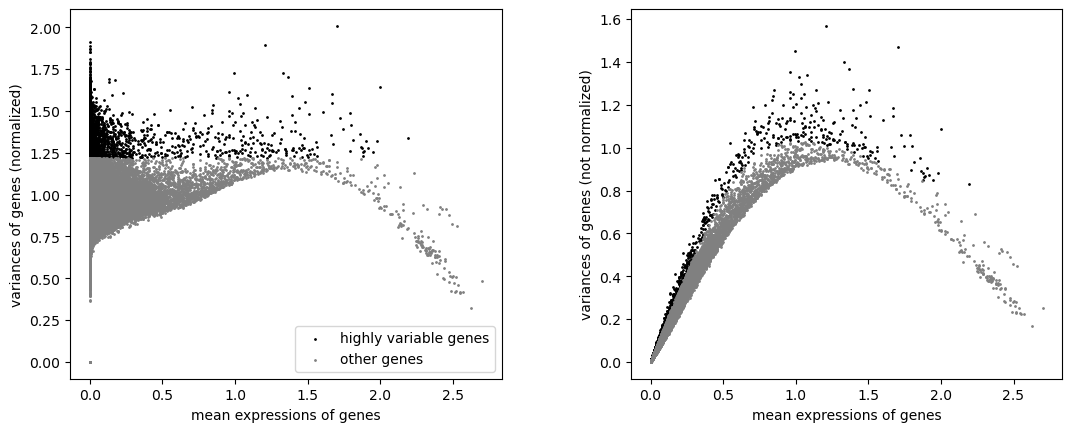 variances of genes (normalized)
2.00
1.75
1.50
1.25
1.00
0.75
0.50
0.25
0.00
highly variable genes
other genes
0.0 0.5 1.0 1.5 2.0 2.5
mean expressions of genes
variances of genes (not normalized)
1.6
1.4
1.2
1.0
0.8
0.6
0.4
0.2
0.0
0.0 0.5 1.0 1.5 2.0 2.5
mean expressions of genes